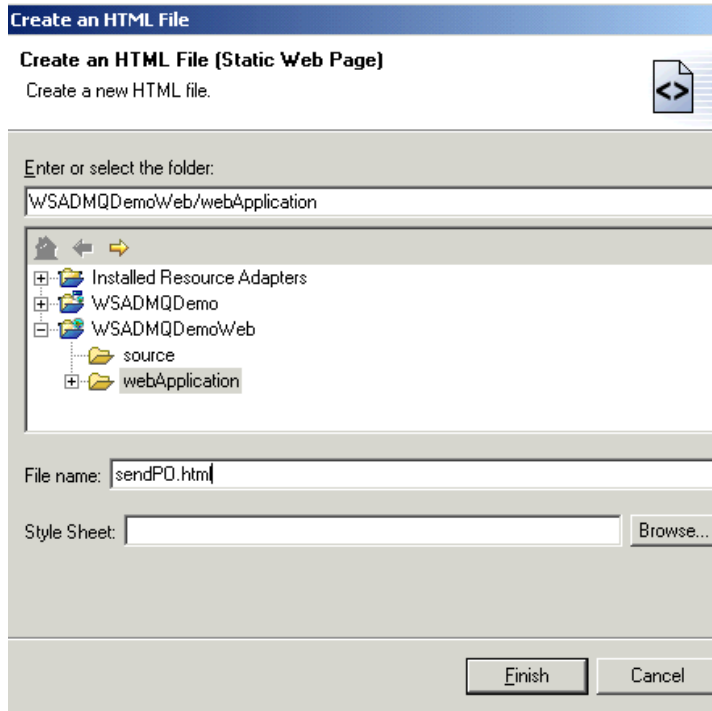 Create an HTML File
Create an HTML File (Static Web Page)
Create a new HTML file.
<>
Enter or select the folder:
WSADMQDemoWeb/webApplication
Installed Resource Adapters
WSADMQDemo
WSADMQDemoWeb
source
webApplication
File name: sendPO.html
Style Sheet: Browse...
Finish Cancel